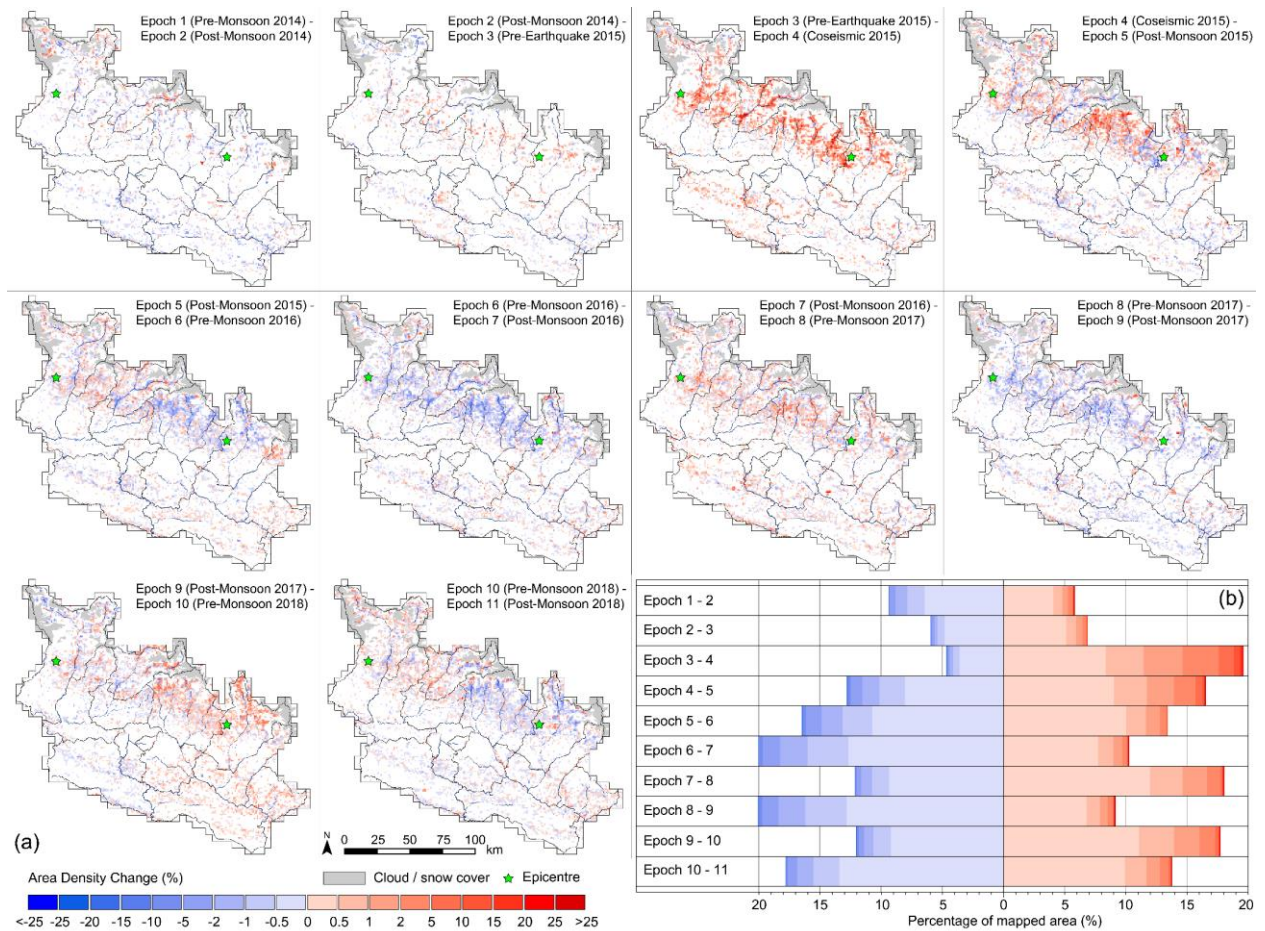 Epoch 1 (Pre-Monsoon 2014) -
Epoch 2 (Post-Monsoon 2014)
Epoch 2 (Post-Monsoon 2014) -
Epoch 3 (Pre-Earthquake 2015)
Epoch 3 (Pre-Earthquake 2015) -
Epoch 4 (Coseismic 2015)
Epoch 4 (Coseismic 2015) -
Epoch 5 (Post-Monsoon 2015)
Epoch 5 (Post-Monsoon 2015) -
Epoch 6 (Pre-Monsoon 2016)
Epoch 6 (Pre-Monsoon 2016) -
Epoch 7 (Post-Monsoon 2016)
Epoch 7 (Post-Monsoon 2016) -
Epoch 8 (Pre-Monsoon 2017)
Epoch 8 (Pre-Monsoon 2017) -
Epoch 9 (Post-Monsoon 2017)
Epoch 9 (Post-Monsoon 2017) -
Epoch 10 (Pre-Monsoon 2018)
Epoch 10 (Pre-Monsoon 2018) -
Epoch 11 (Post-Monsoon 2018)
(a)
N
0 25 50 75 100
km
Area Density Change (%)
Cloud / snow cover
Epicentre
<-25 -25 -20 -15 -10 -5 -2 -1 -0.5 0 0.5 1 2 5 10 15 20 25 >25
(b)
Epoch 1 - 2
Epoch 2 - 3
Epoch 3 - 4
Epoch 4 - 5
Epoch 5 - 6
Epoch 6 - 7
Epoch 7 - 8
Epoch 8 - 9
Epoch 9 - 10
Epoch 10 - 11
20 15 10 5 0 5 10 15 20
Percentage of mapped area (%)